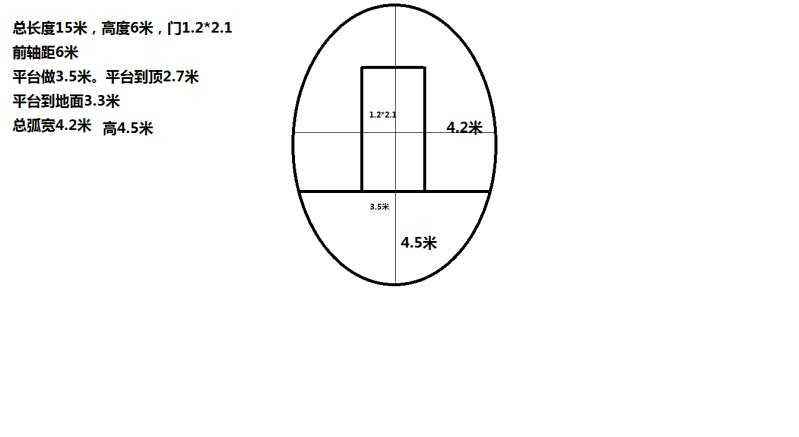 总长度15米，高度6米，门1.2*2.1
前轴距6米
平台做3.5米。平台到顶2.7米
平台到地面3.3米
总弧宽4.2米 高4.5米
1.2*2.1
4.2米
3.5米
4.5米